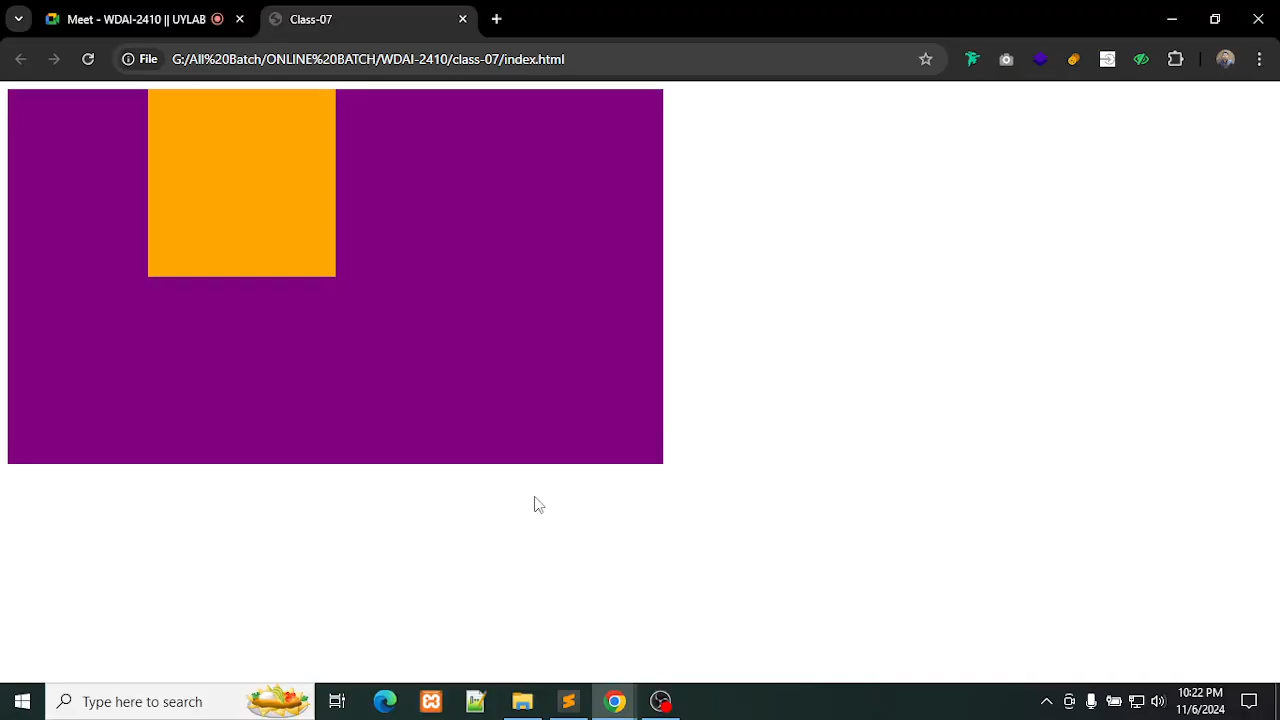 Meet - WDAI-2410 || UYLAB
Class-07
File
G:/All%20Batch/ONLINE%20BATCH/WDAI-2410/class-07/index.html
Type here to search
10:22 PM
11/6/2024